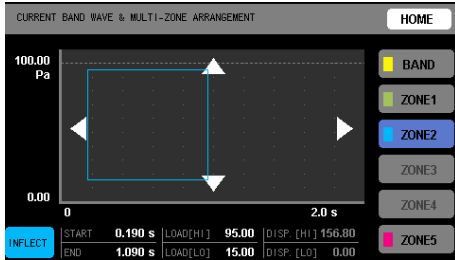 CURRENT BAND WAVE & MULTI-ZONE ARRANGEMENT HOME
100.00
Pa
0.00
0 2.0 s
BAND
ZONE1
ZONE2
ZONE3
ZONE4
ZONE5
INFLECT
START 0.190 s LOAD[HI] 95.00 DISP.[HI] 156.80
END 1.090 s LOAD[LO] 15.00 DISP.[LO] 0.00